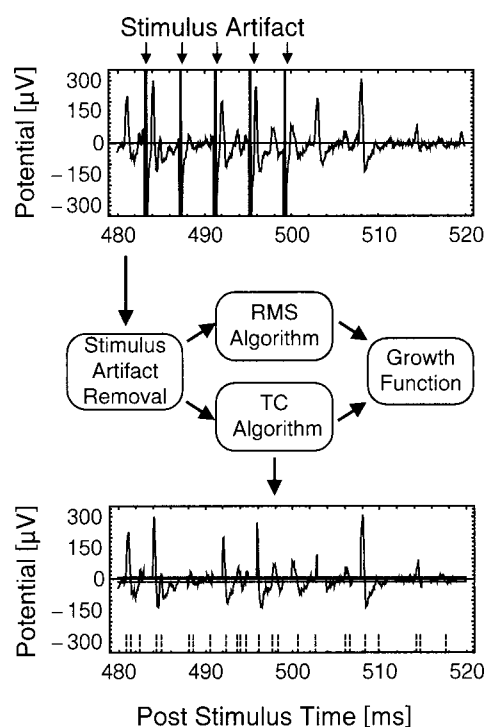 Stimulus Artifact
Potential [µV]
300
150
0
−150
−300
480 490 500 510 520
Stimulus
Artifact
Removal
RMS
Algorithm
TC
Algorithm
Growth
Function
Potential [µV]
300
150
0
−150
−300
480 490 500 510 520
Post Stimulus Time [ms]